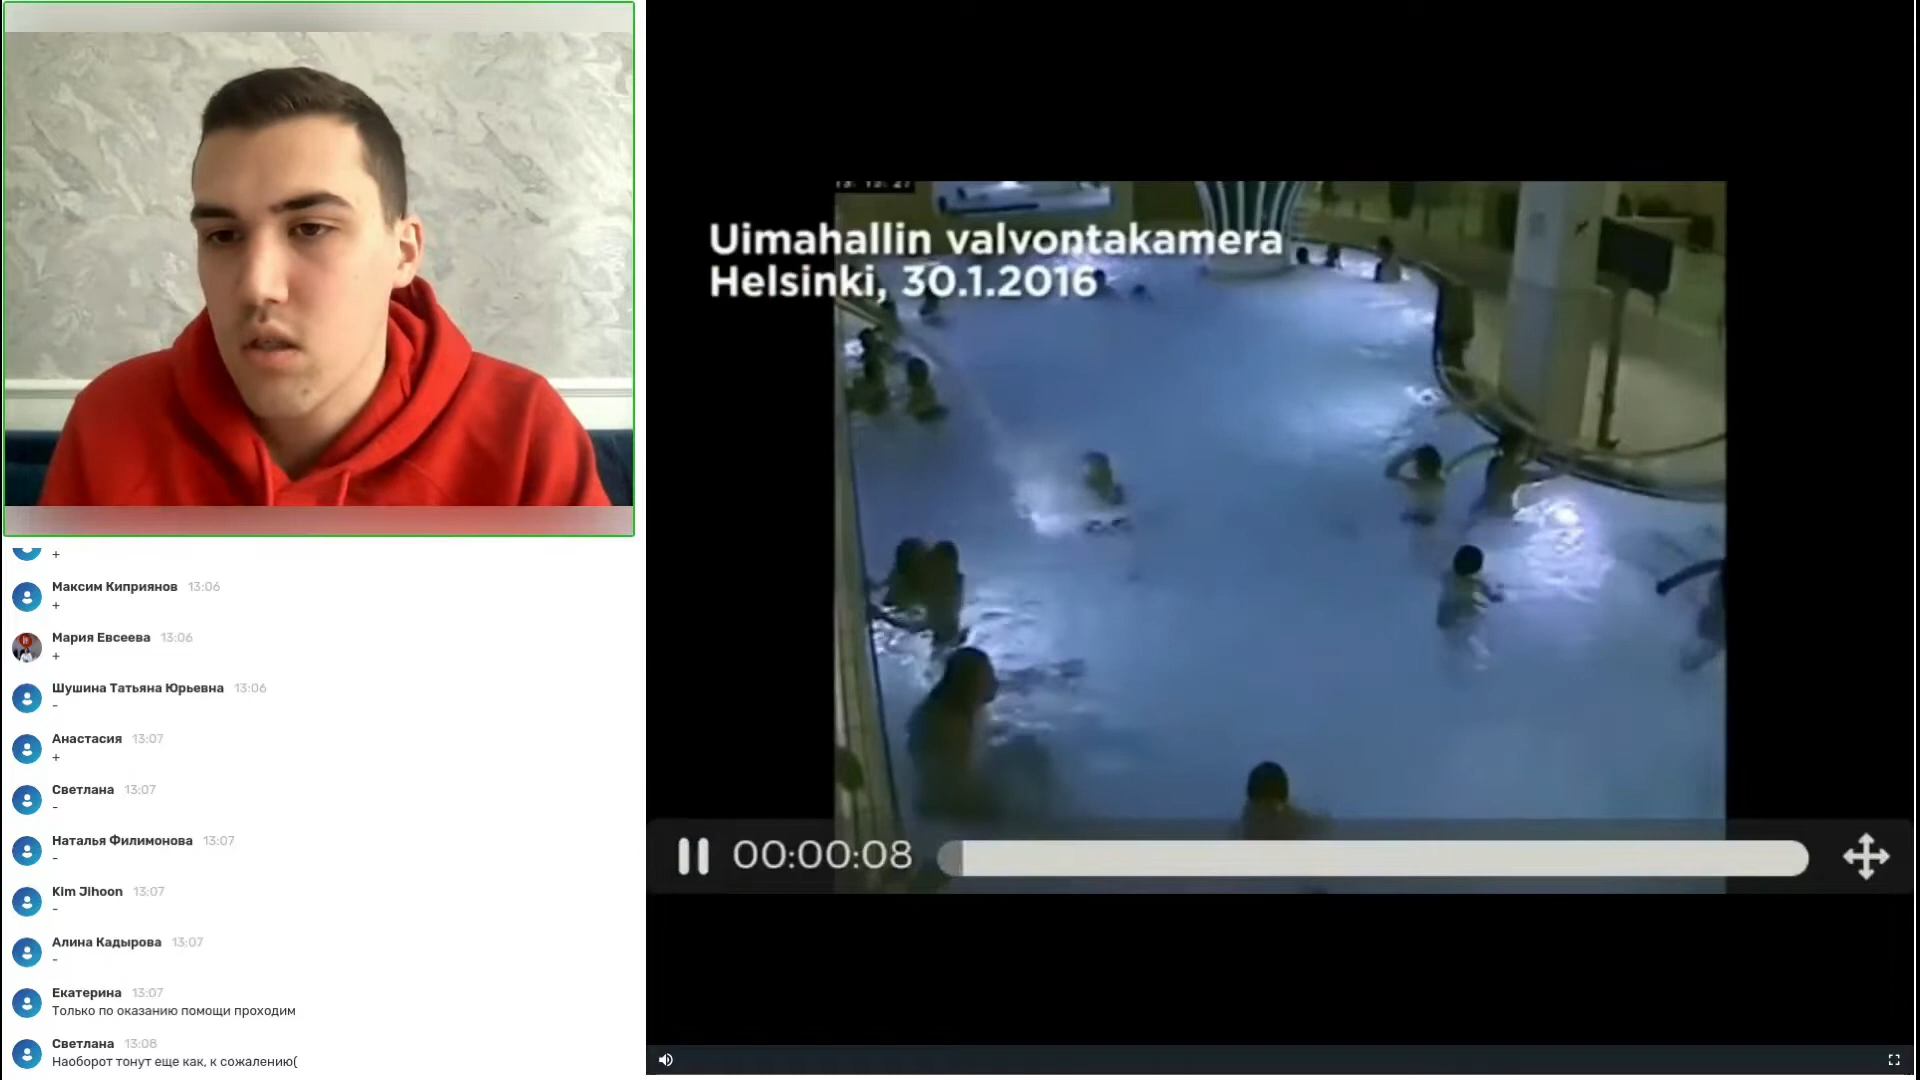 +
Максим Киприянов 13:06
+
Мария Евсеева 13:06
+
Шушина Татьяна Юрьевна 13:06
-
Анастасия 13:07
+
Светлана 13:07
-
Наталья Филимонова 13:07
-
Kim Jihoon 13:07
-
Алина Кадырова 13:07
-
Екатерина 13:07
Только по оказанию помощи проходим
Светлана 13:08
Наоборот тонут еще как, к сожалению(
Uimahallin valvontakamera
Helsinki, 30.1.2016
00:00:08